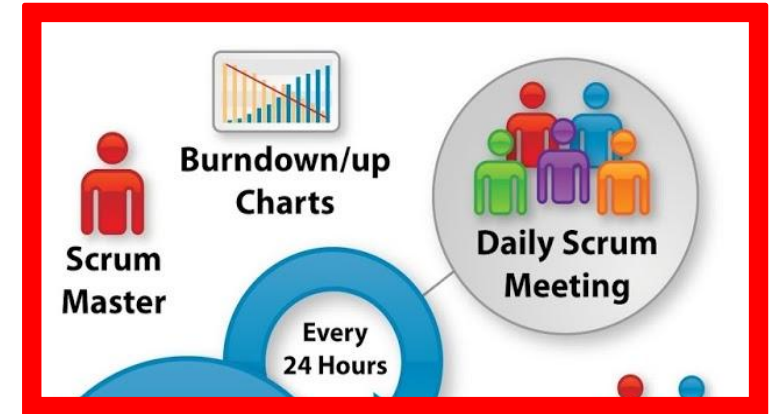 Burndown/up
Charts
Scrum
Master
Daily Scrum
Meeting
Every
24 Hours